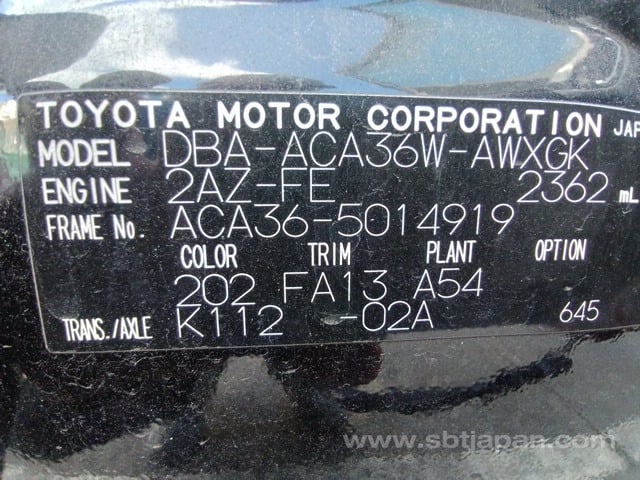 TOYOTA MOTOR CORPORATION JAP
MODEL DBA-ACA36W-AWXGK
ENGINE 2AZ-FE 2362 mL
FRAME No. ACA36-5014919
COLOR TRIM PLANT OPTION
202 FA13 A54
TRANS./AXLE K112 -02A 645
www.sbtjapan.com